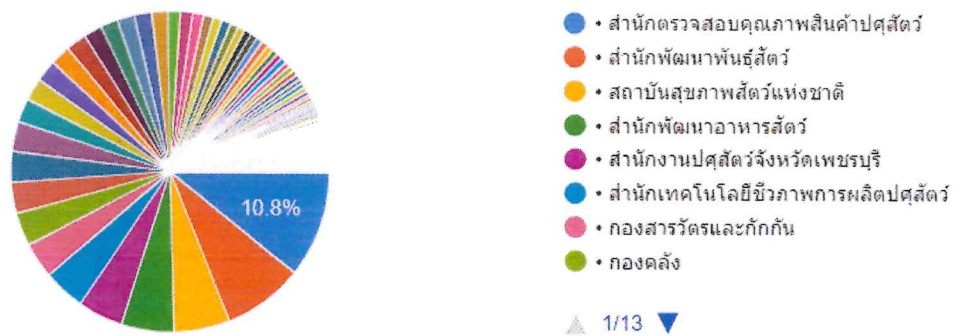 10.8%
• สำนักตรวจสอบคุณภาพสินค้าปศุสัตว์
• สำนักพัฒนาพันธุ์สัตว์
• สถาบันสุขภาพสัตว์แห่งชาติ
• สำนักพัฒนาอาหารสัตว์
• สำนักงานปศุสัตว์จังหวัดเพชรบุรี
• สำนักเทคโนโลยีชีวภาพการผลิตปศุสัตว์
• กองสารวัตรและกักกัน
• กองคลัง
1/13